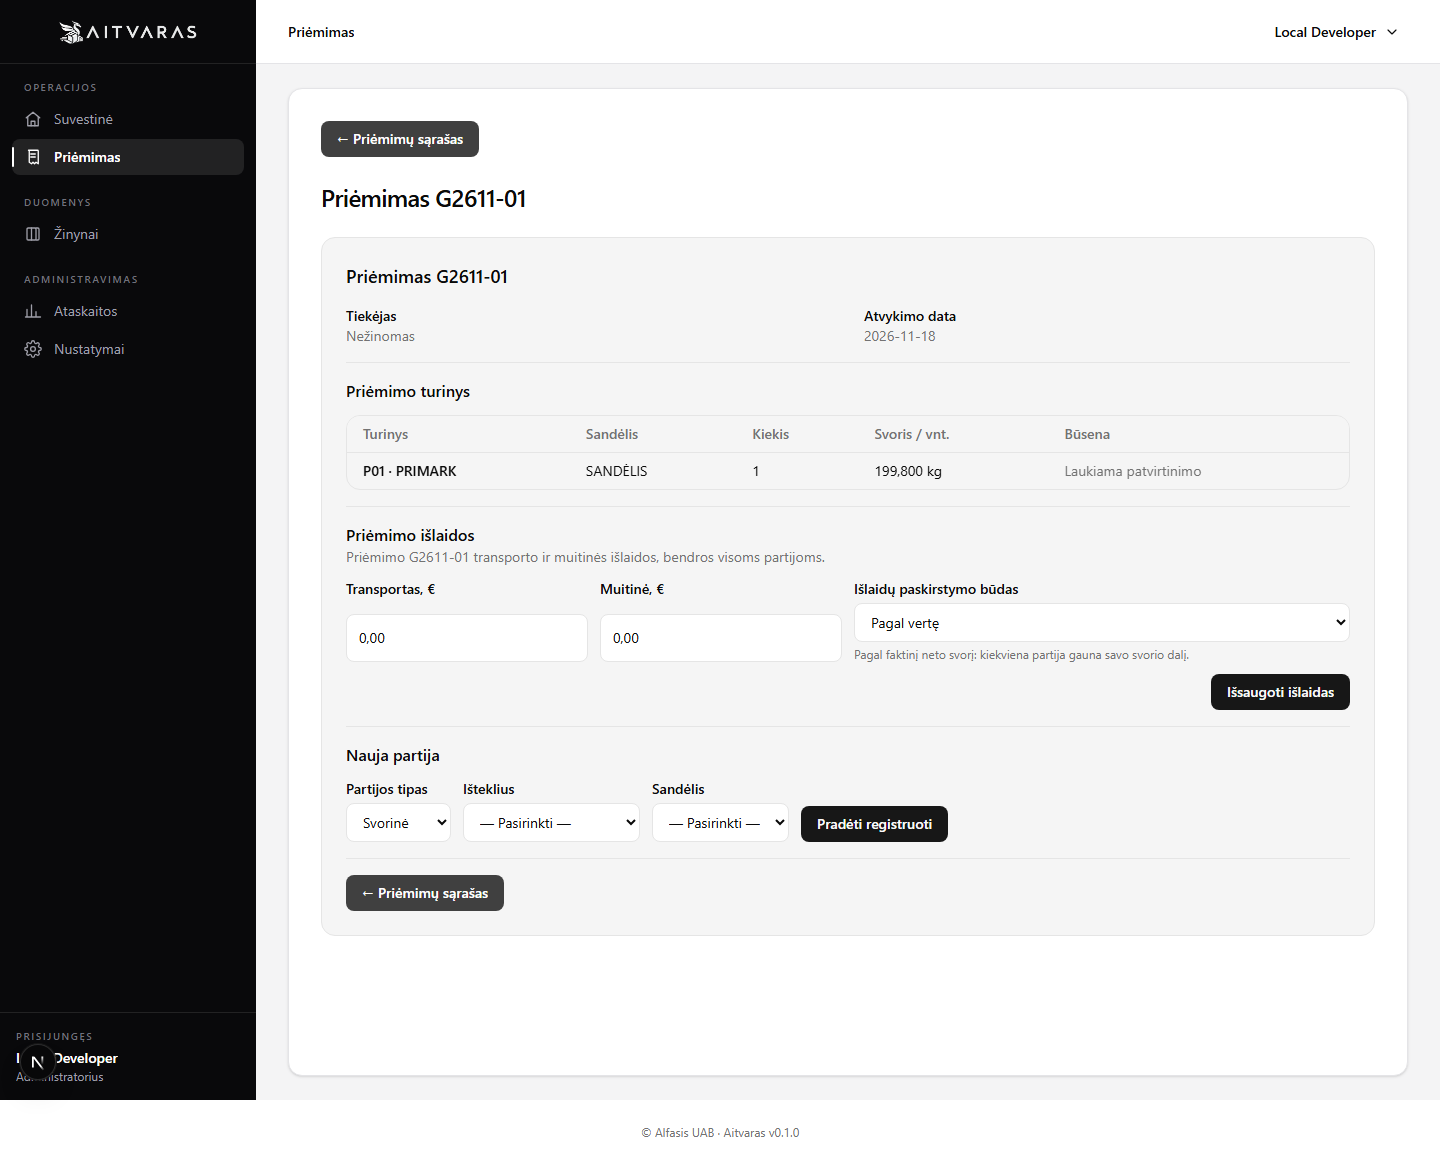 AITVARAS
Priėmimas
Local Developer
OPERACIJOS
Suvestinė
Priėmimas
DUOMENYS
Žinynai
ADMINISTRAVIMAS
Ataskaitos
Nustatymai
← Priėmimų sąrašas
Priėmimas G2611-01
Priėmimas G2611-01
Tiekėjas Atvykimo data
Nežinomas 2026-11-18
Priėmimo turinys
Turinys Sandėlis Kiekis Svoris / vnt. Būsena
P01 · PRIMARK SANDĖLIS 1 199,800 kg Laukiama patvirtinimo
Priėmimo išlaidos
Priėmimo G2611-01 transporto ir muitinės išlaidos, bendros visoms partijoms.
Transportas, € Muitinė, € Išlaidų paskirstymo būdas
0,00 0,00 Pagal vertę
Pagal faktinį neto svorį: kiekviena partija gauna savo svorio dalį.
Išsaugoti išlaidas
Nauja partija
Partijos tipas Išteklius Sandėlis
Svorinė — Pasirinkti — — Pasirinkti — Pradėti registruoti
← Priėmimų sąrašas
PRISIJUNGĘS
N Developer
© Alfasis UAB · Aitvaras v0.1.0